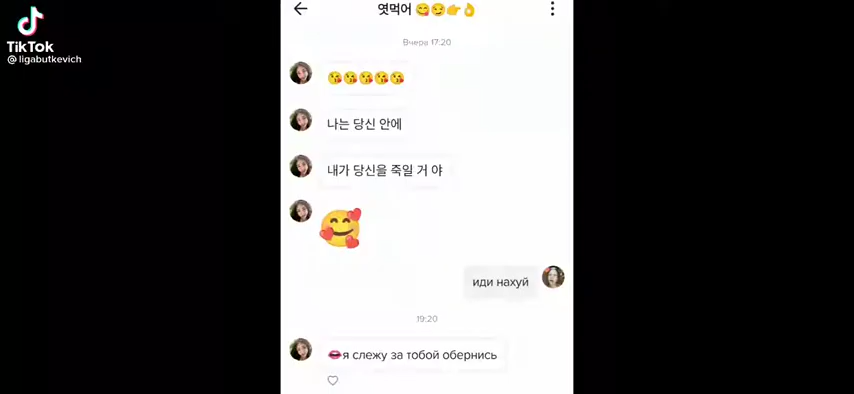 TikTok
@ligabutkevich
엿먹어 😋😏👉👌
Вчера 17:20
😘😘😘😘😘
나는 당신 안에
내가 당신을 죽일 거 야
🥰
иди нахуй
19:20
👄я слежу за тобой обернись